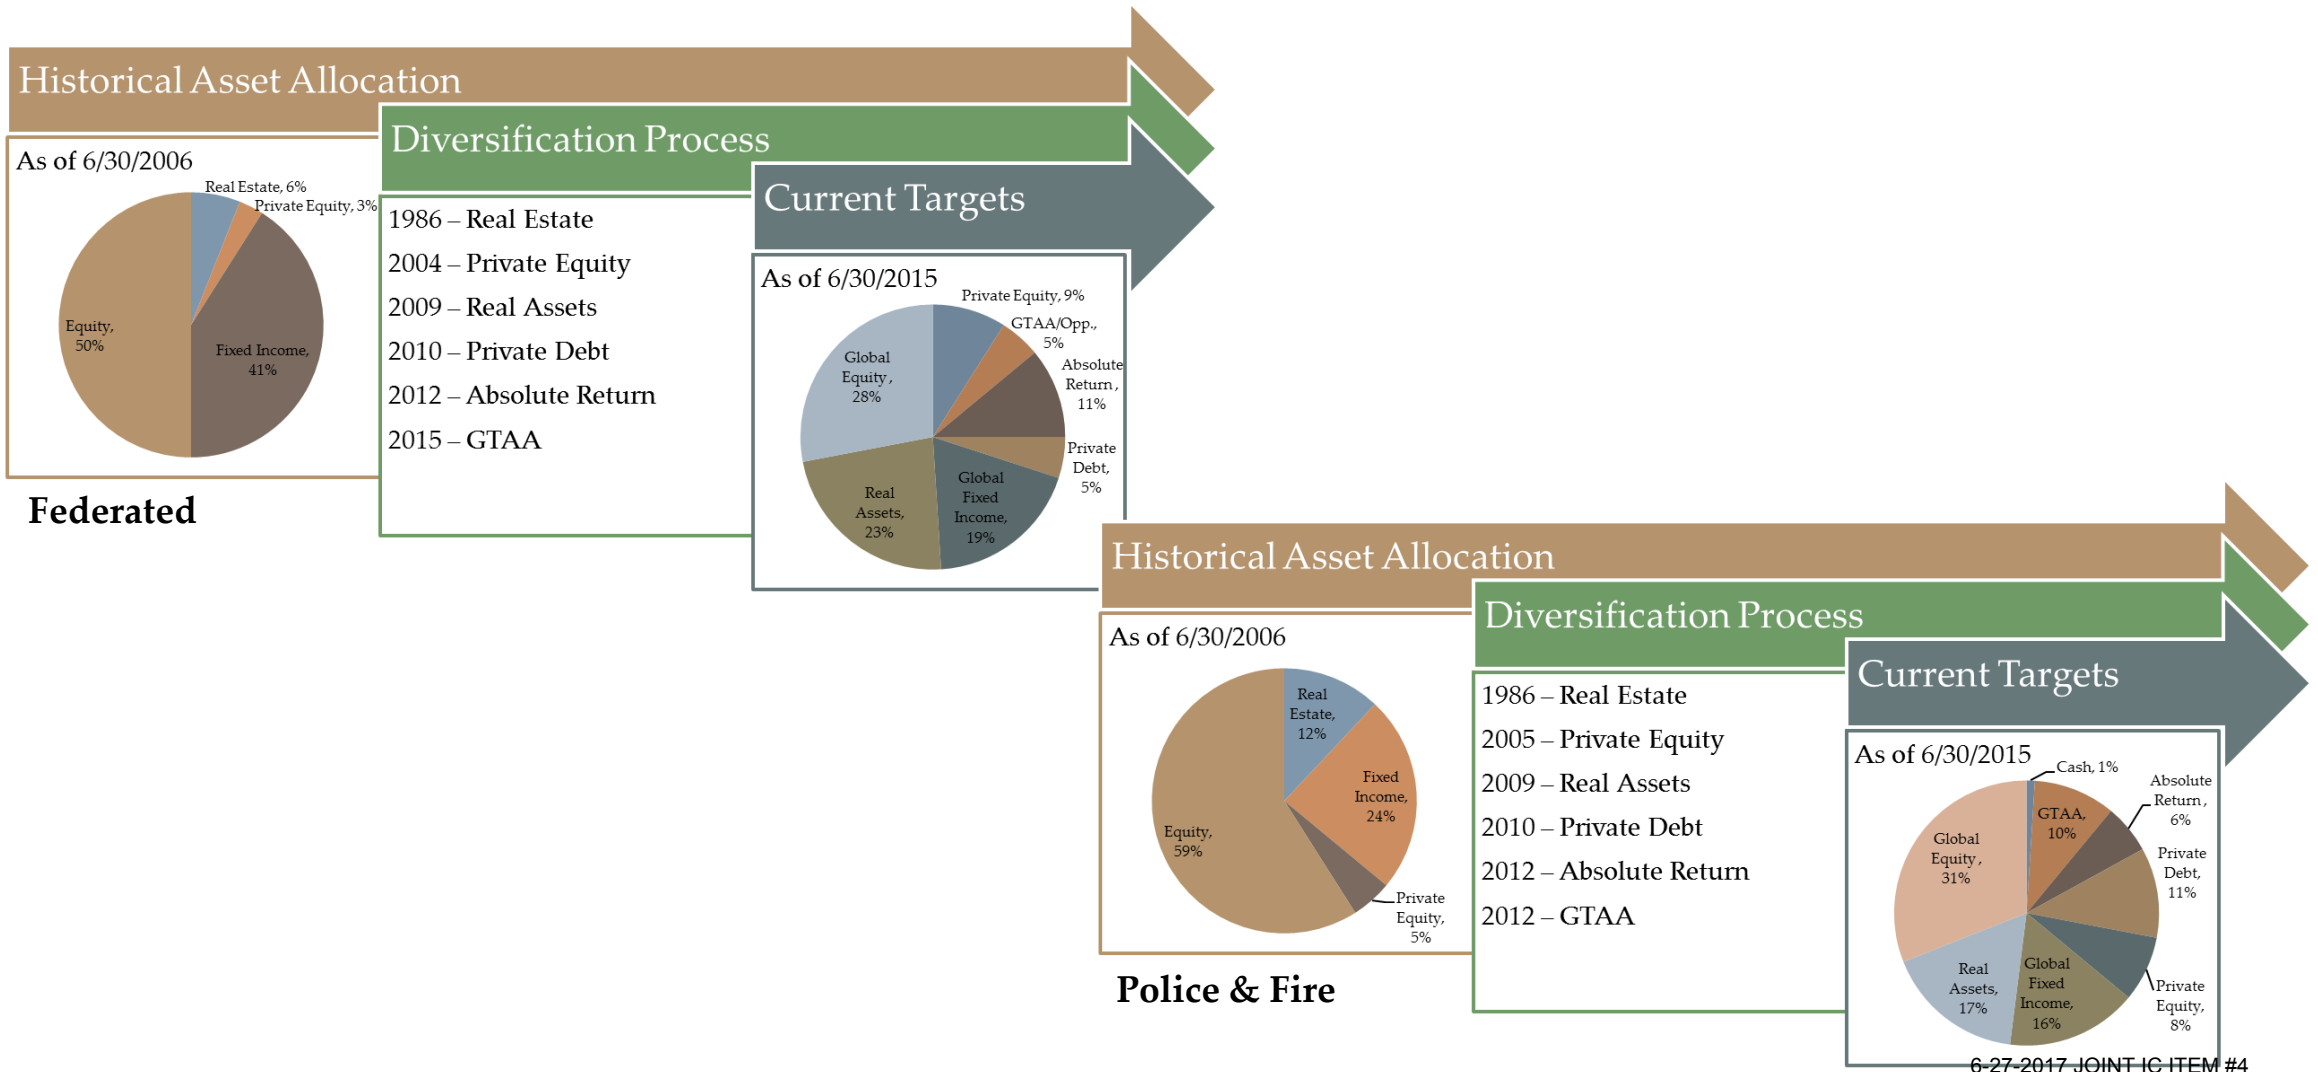 Historical Asset Allocation
Diversification Process
Current Targets
As of 6/30/2006
Real Estate, 6%
Private Equity, 3%
Equity,
50%
Fixed Income,
41%
Federated
1986 – Real Estate
2004 – Private Equity
2009 – Real Assets
2010 – Private Debt
2012 – Absolute Return
2015 – GTAA
As of 6/30/2015
Private Equity, 9%
GTAA/Opp.,
5%
Absolute
Return,
11%
Private
Debt,
5%
Global
Fixed
Income,
19%
Real
Assets,
23%
Global
Equity,
28%
Historical Asset Allocation
Diversification Process
Current Targets
As of 6/30/2006
Real
Estate,
12%
Fixed
Income,
24%
Private
Equity,
5%
Equity,
59%
Police & Fire
1986 – Real Estate
2005 – Private Equity
2009 – Real Assets
2010 – Private Debt
2012 – Absolute Return
2012 – GTAA
As of 6/30/2015
Cash, 1%
GTAA,
10%
Absolute
Return,
6%
Private
Debt,
11%
Private
Equity,
8%
Global
Fixed
Income,
16%
Real
Assets,
17%
Global
Equity,
31%
6-27-2017 JOINT IC ITEM #4